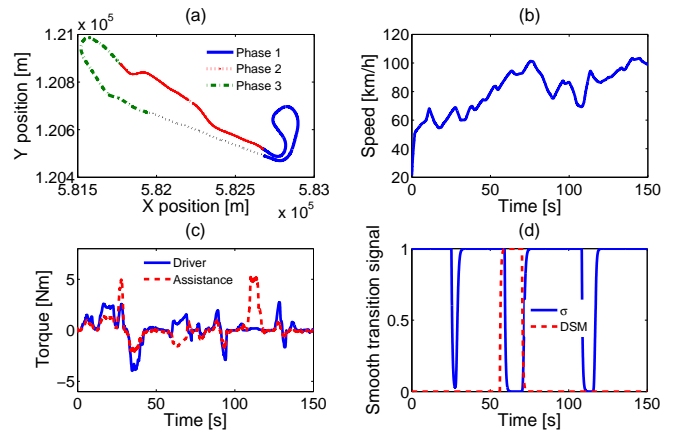 (a)
x 10^5
1.21
1.208
1.206
1.204
Y position [m]
Phase 1
Phase 2
Phase 3
5.815
5.82
5.825
5.83
X position [m]
x 10^5
(b)
100
80
60
40
20
Speed [km/h]
0
50
100
150
Time [s]
(c)
5
0
−5
Torque [Nm]
Driver
Assistance
0
50
100
150
Time [s]
(d)
1
0.5
0
Smooth transition signal
σ
DSM
0
50
100
150
Time [s]